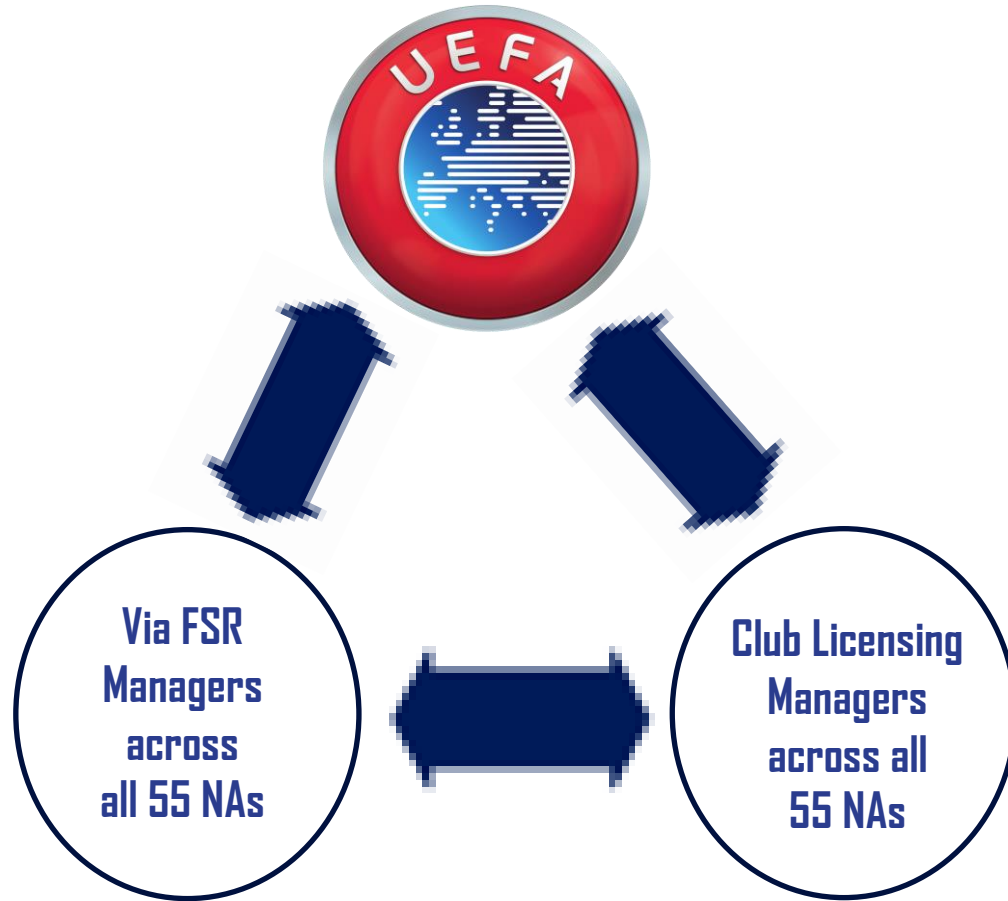 UEFA
Via FSR
Managers
across
all 55 NAs
Club Licensing
Managers
across all
55 NAs